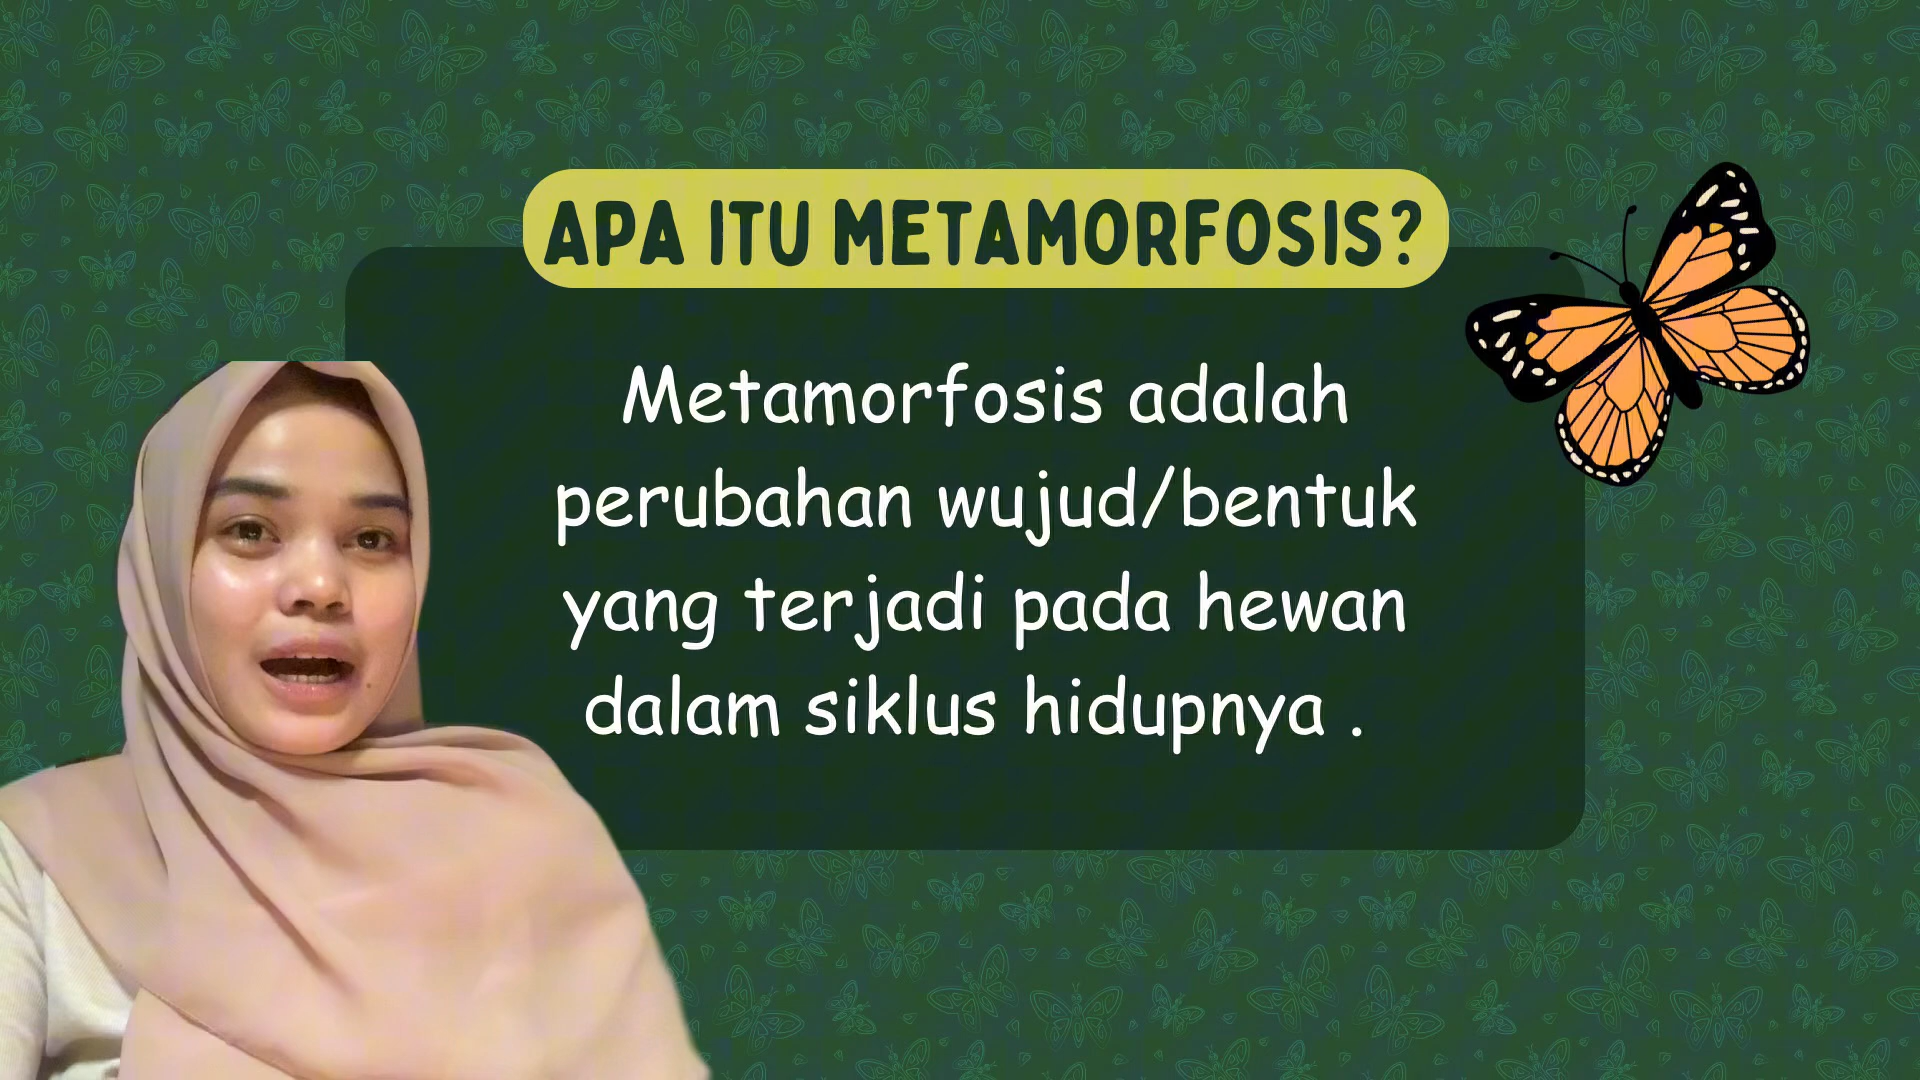 APA ITU METAMORFOSIS?
Metamorfosis adalah
perubahan wujud/bentuk
yang terjadi pada hewan
dalam siklus hidupnya .